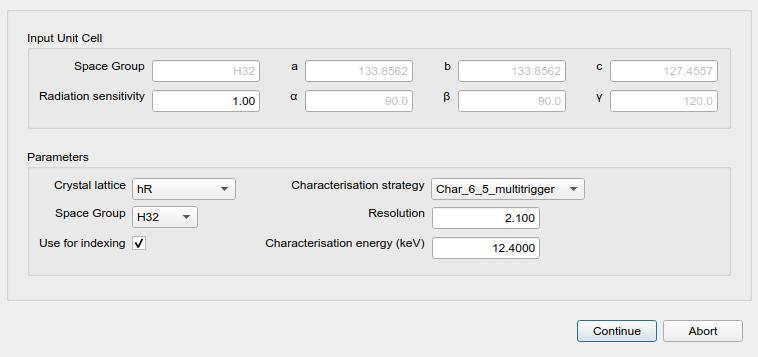 Input Unit Cell
Space Group H32 a 133.8562 b 133.8562 c 127.4557
Radiation sensitivity 1.00 α 90.0 β 90.0 γ 120.0
Parameters
Crystal lattice hR Characterisation strategy Char_6_5_multitrigger
Space Group H32 Resolution 2.100
Use for indexing Characterisation energy (keV) 12.4000
Continue Abort